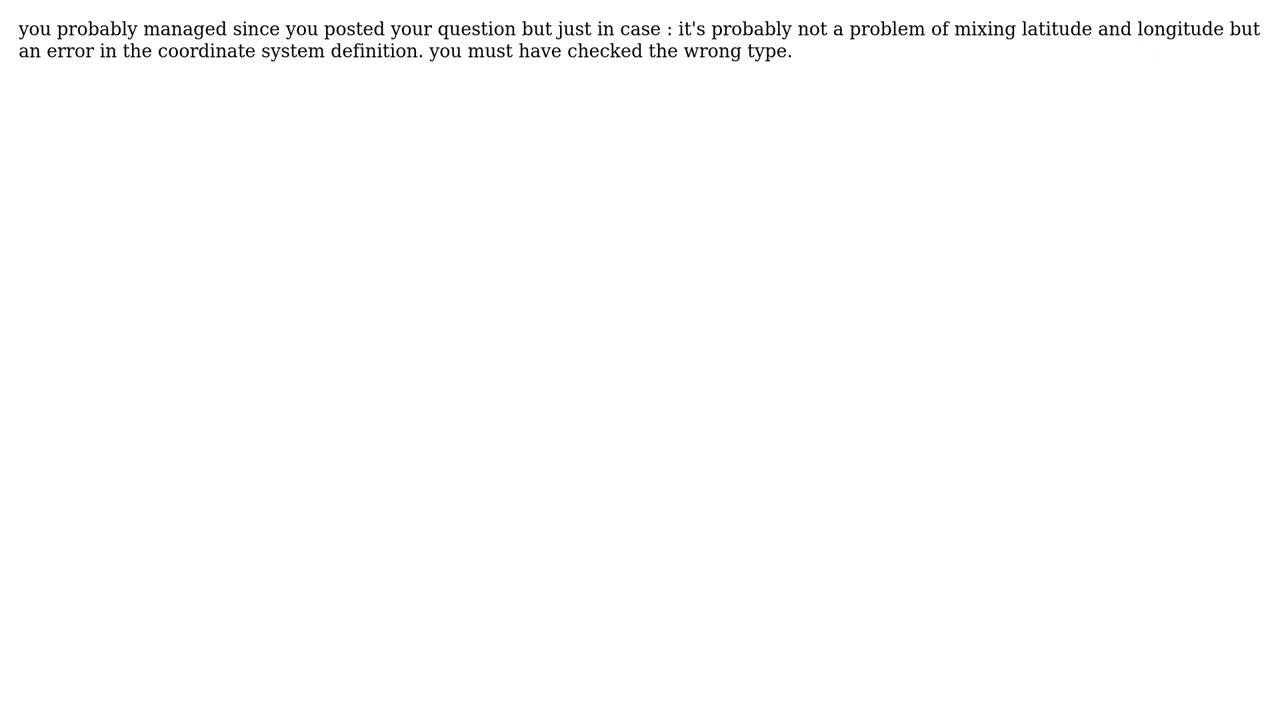 you probably managed since you posted your question but just in case : it's probably not a problem of mixing latitude and longitude but
an error in the coordinate system definition. you must have checked the wrong type.